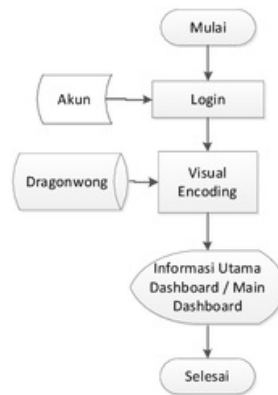 Mulai
Akun
Login
Dragonwong
Visual
Encoding
Informasi Utama
Dashboard / Main
Dashboard
Selesai